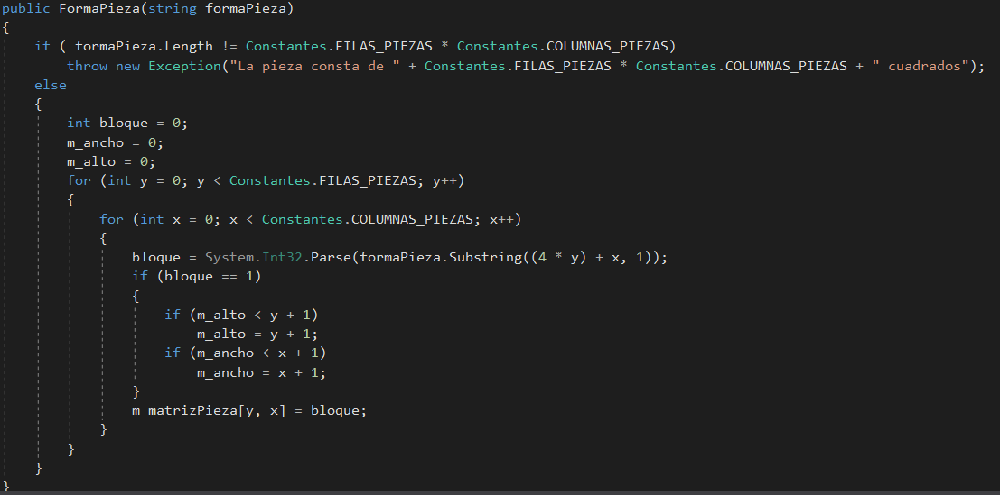 public FormaPieza(string formaPieza)
{
if ( formaPieza.Length != Constantes.FILAS_PIEZAS * Constantes.COLUMNAS_PIEZAS)
throw new Exception("La pieza consta de " + Constantes.FILAS_PIEZAS * Constantes.COLUMNAS_PIEZAS + " cuadrados");
else
{
int bloque = 0;
m_ancho = 0;
m_alto = 0;
for (int y = 0; y < Constantes.FILAS_PIEZAS; y++)
{
for (int x = 0; x < Constantes.COLUMNAS_PIEZAS; x++)
{
bloque = System.Int32.Parse(formaPieza.Substring((4 * y) + x, 1));
if (bloque == 1)
{
if (m_alto < y + 1)
m_alto = y + 1;
if (m_ancho < x + 1)
m_ancho = x + 1;
}
m_matrizPieza[y, x] = bloque;
}
}
}
}